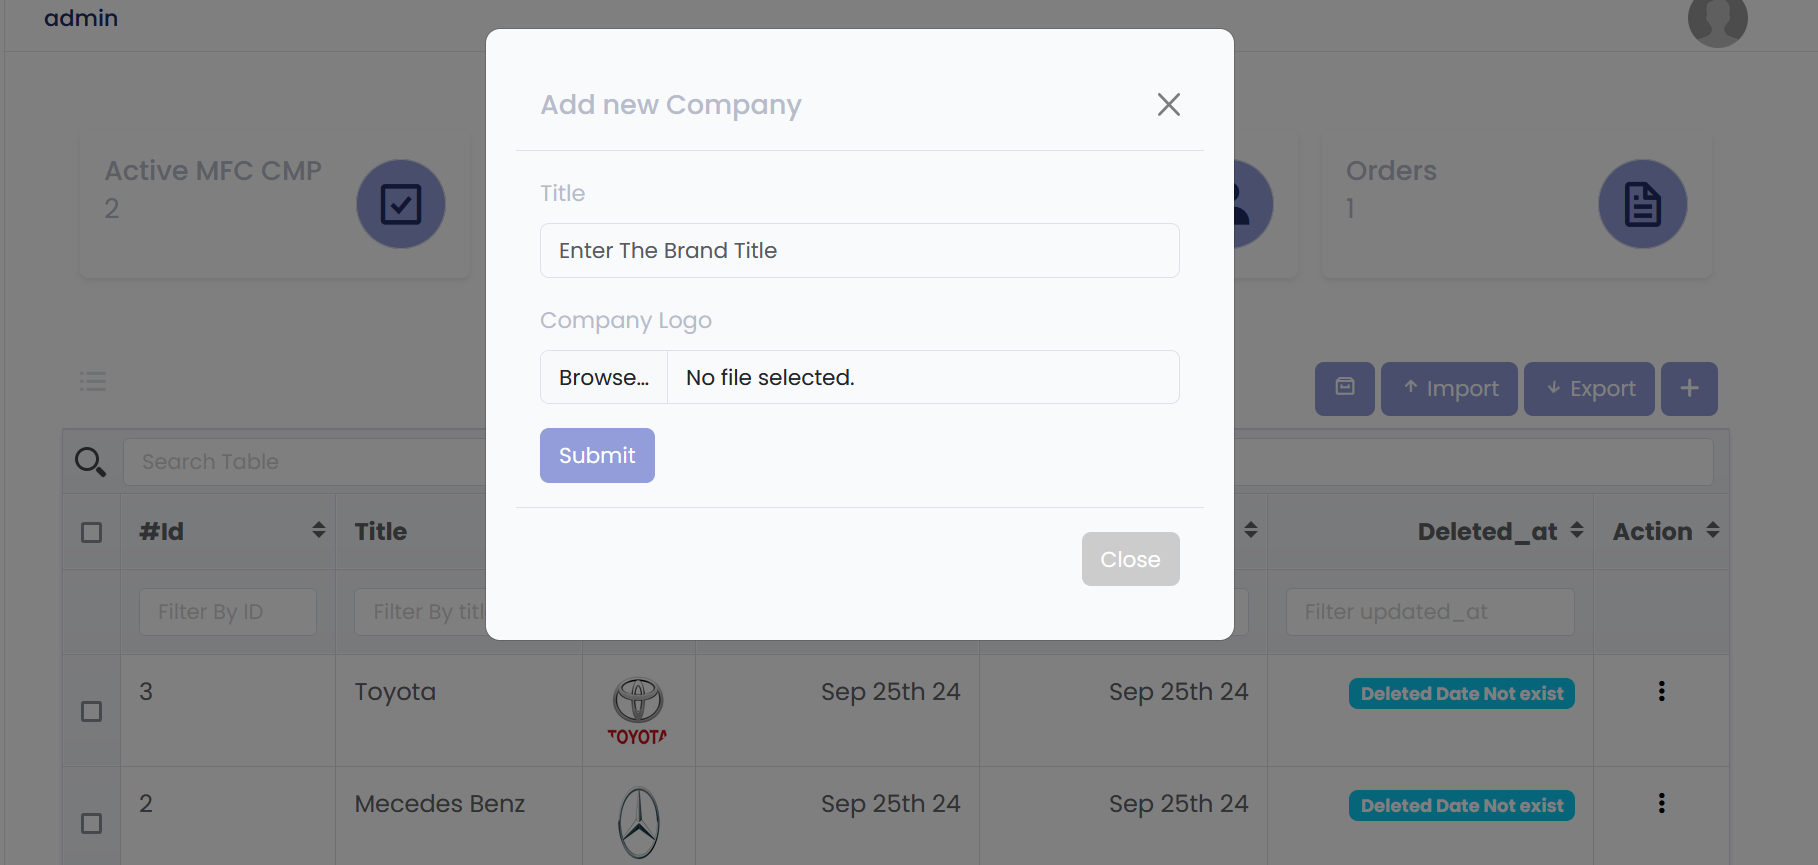 admin
Add new Company
Active MFC CMP
2
Orders
1
Title
Enter The Brand Title
Company Logo
Browse... No file selected.
Submit
Import
Export
Close
Search Table
#Id Title Deleted_at Action
Filter By ID Filter By titl Filter updated_at
3 Toyota TOYOTA Sep 25th 24 Sep 25th 24 Deleted Date Not exist
2 Mecedes Benz Sep 25th 24 Sep 25th 24 Deleted Date Not exist